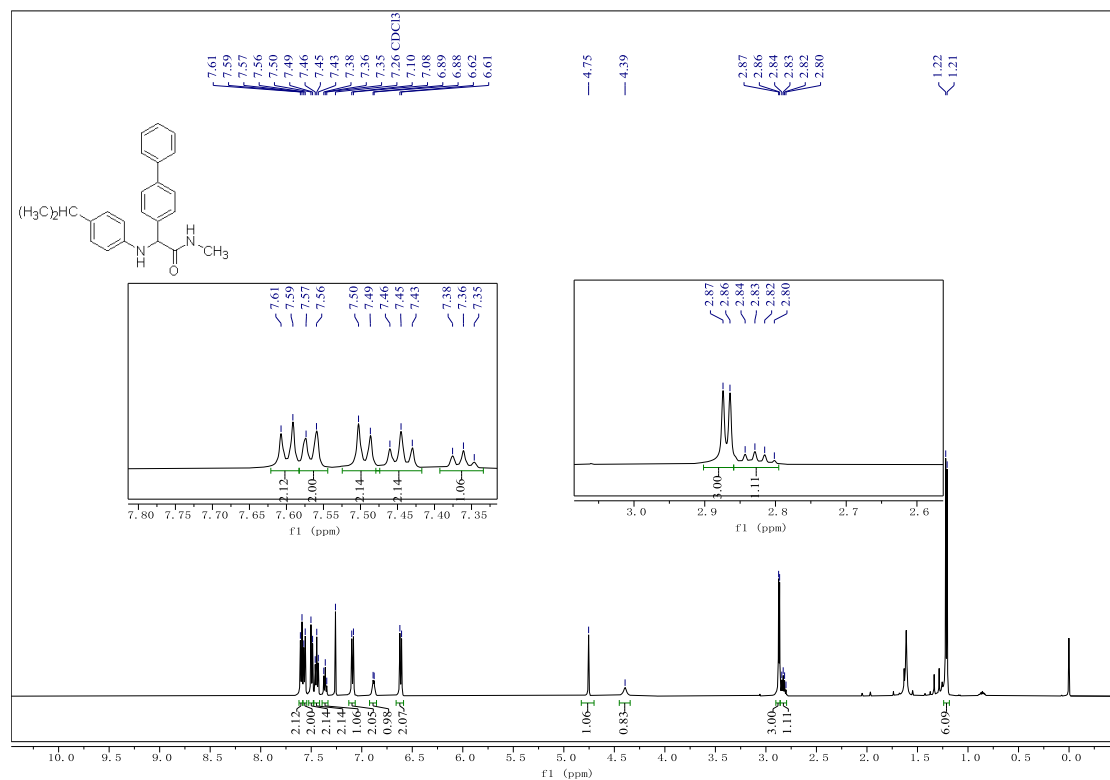 7.61 7.59 7.57 7.56 7.50 7.49 7.46 7.45 7.43 7.38 7.36 7.35 7.26 CDCl3 7.10 7.08 6.89 6.88 6.62 6.61 4.75 4.39 2.87 2.86 2.84 2.83 2.82 2.80 1.22 1.21
(H3C)2HC
N
H
O
H
N
CH3
7.61 7.59 7.57 7.56 7.50 7.49 7.46 7.45 7.43 7.38 7.36 7.35
2.12 2.00 2.14 2.14 1.06
7.80 7.75 7.70 7.65 7.60 7.55 7.50 7.45 7.40 7.35
f1 (ppm)
2.87 2.86 2.84 2.83 2.82 2.80
3.00 1.11
3.0 2.9 2.8 2.7 2.6
f1 (ppm)
2.12 2.00 2.14 2.14 1.06 2.05 0.98 2.07 1.06 0.83 3.00 1.11 6.09
10.0 9.5 9.0 8.5 8.0 7.5 7.0 6.5 6.0 5.5 5.0 4.5 4.0 3.5 3.0 2.5 2.0 1.5 1.0 0.5 0.0
f1 (ppm)